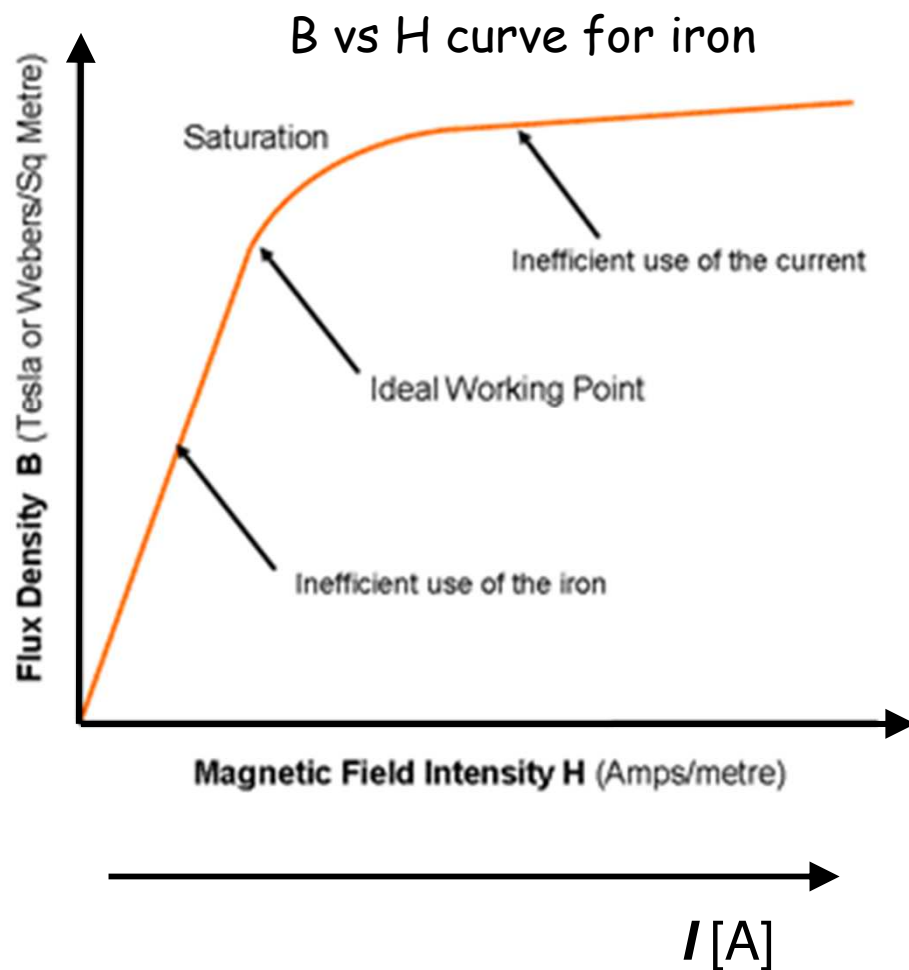 B vs H curve for iron
Flux Density B (Tesla or Webers/Sq Metre)
Saturation
Inefficient use of the current
Ideal Working Point
Inefficient use of the iron
Magnetic Field Intensity H (Amps/metre)
I [A]